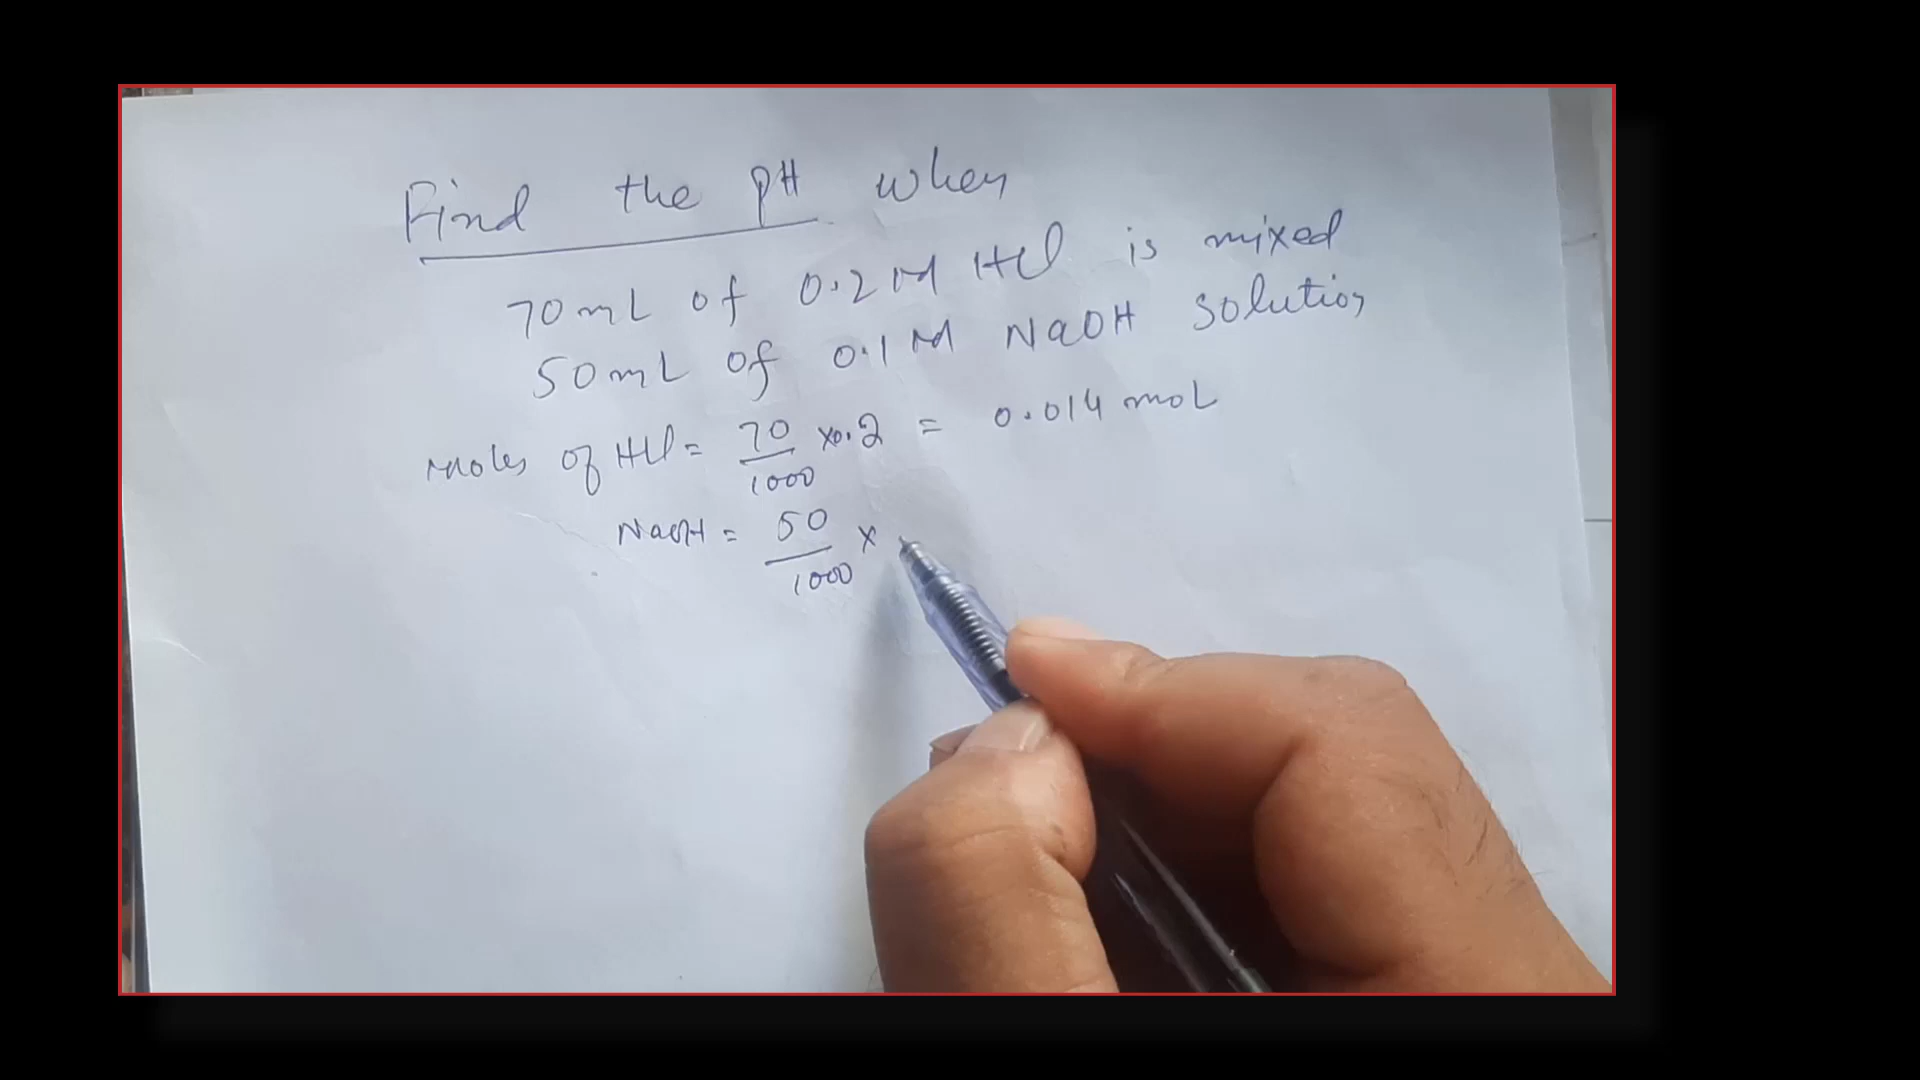 Find the pH when
70mL of 0.2M HCl is mixed
50mL of 0.1M NaOH solution
Moles of HCl = 70/1000 x0.2 = 0.014 moL
NaOH = 50/1000 x